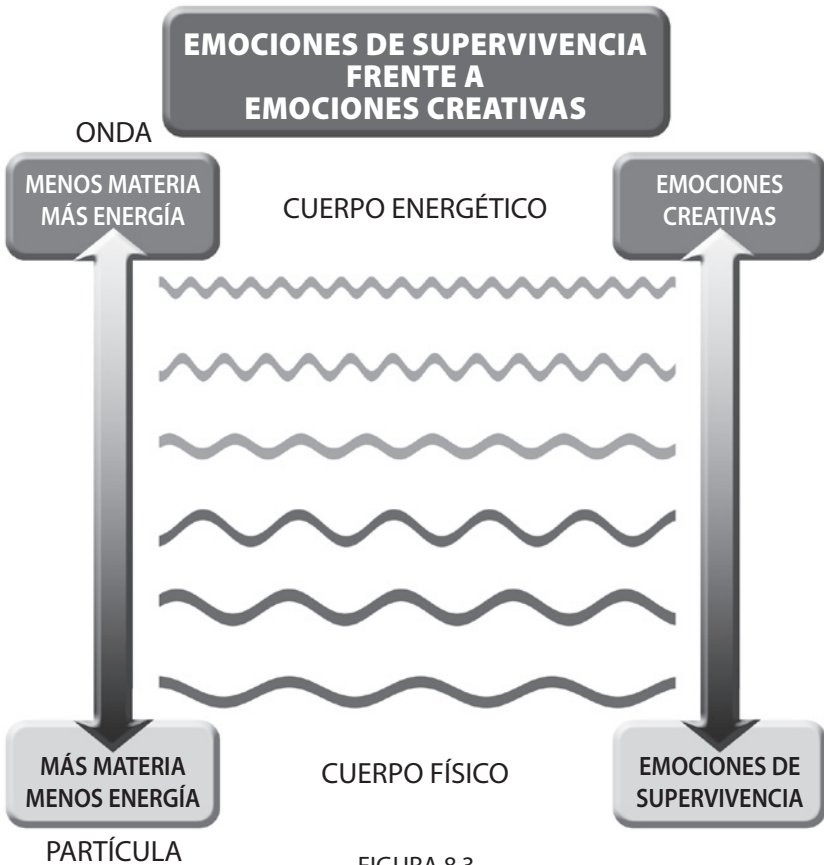 EMOCIONES DE SUPERVIVENCIA
FRENTE A
EMOCIONES CREATIVAS
ONDA
MENOS MATERIA
MÁS ENERGÍA
CUERPO ENERGÉTICO
EMOCIONES
CREATIVAS
MÁS MATERIA
MENOS ENERGÍA
CUERPO FÍSICO
EMOCIONES DE
SUPERVIVENCIA
PARTÍCULA
FIGURA 8.3